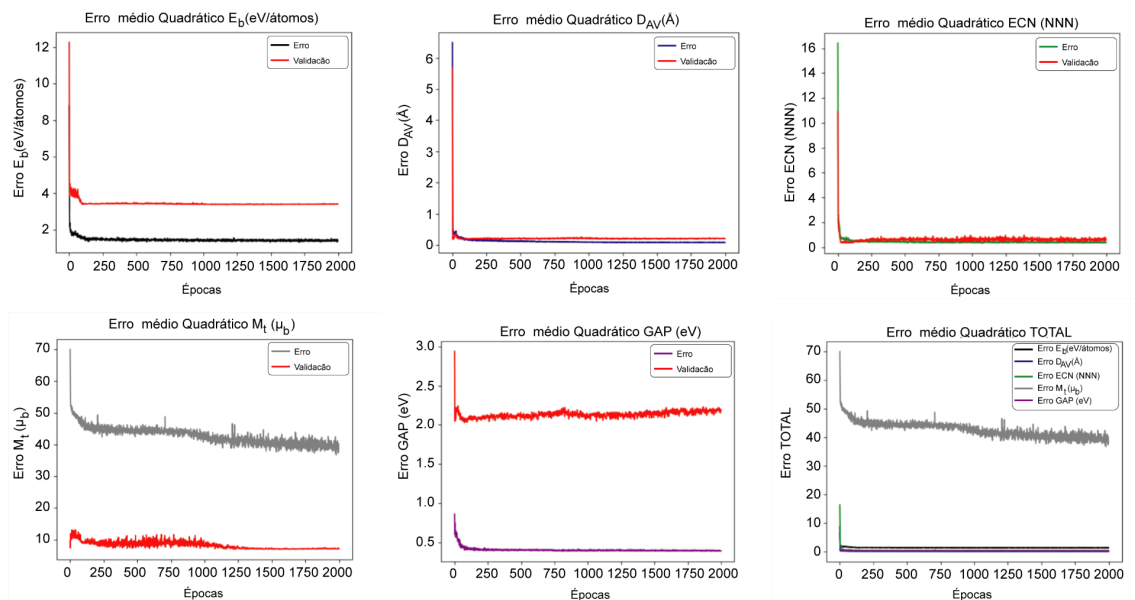 Erro médio Quadrático E_b(eV/átomos)
Erro
Validacão
Erro E_b(eV/átomos)
12
10
8
5
4
2
0 250 500 750 1000 1250 1500 1750 2000
Épocas
Erro médio Quadrático D_AV(Å)
Erro
Validacão
Erro D_AV(Å)
6
5
4
3
2
1
0
0 250 500 750 1000 1250 1500 1750 2000
Épocas
Erro médio Quadrático ECN (NNN)
Erro
Validacão
Erro ECN (NNN)
16
14
12
10
8
6
4
2
0
0 250 500 750 1000 1250 1500 1750 2000
Épocas
Erro médio Quadrático M_t (μ_b)
Erro
Validacão
Erro M_t (μ_b)
70
60
50
40
30
20
10
0 250 500 750 1000 1250 1500 1750 2000
Épocas
Erro médio Quadrático GAP (eV)
Erro
Validacão
Erro GAP (eV)
3.0
2.5
2.0
1.5
1.0
0.5
0 250 500 750 1000 1250 1500 1750 2000
Épocas
Erro médio Quadrático TOTAL
Erro E_b(eV/átomos)
Erro D_AV(Å)
Erro ECN (NNN)
Erro M_t(μ_b)
Erro GAP (eV)
Erro TOTAL
70
60
50
40
30
20
10
0
0 250 500 750 1000 1250 1500 1750 2000
Épocas